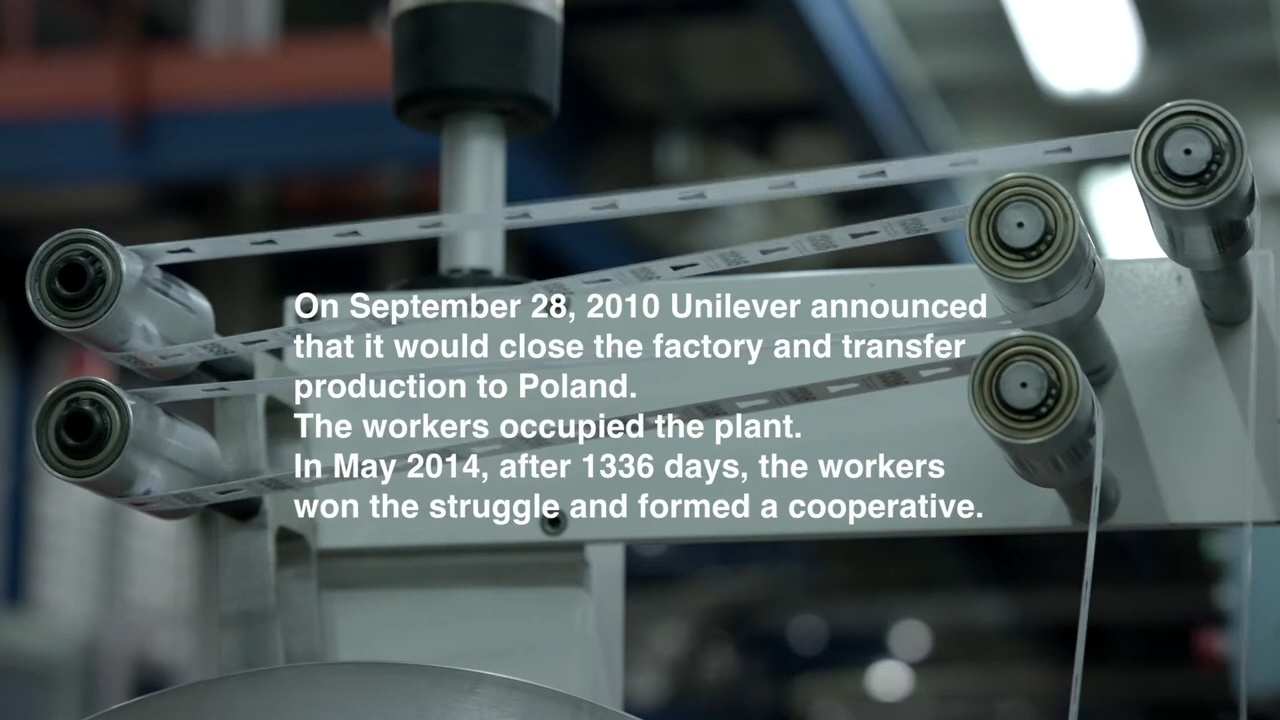 On September 28, 2010 Unilever announced
that it would close the factory and transfer
production to Poland.
The workers occupied the plant.
In May 2014, after 1336 days, the workers
won the struggle and formed a cooperative.